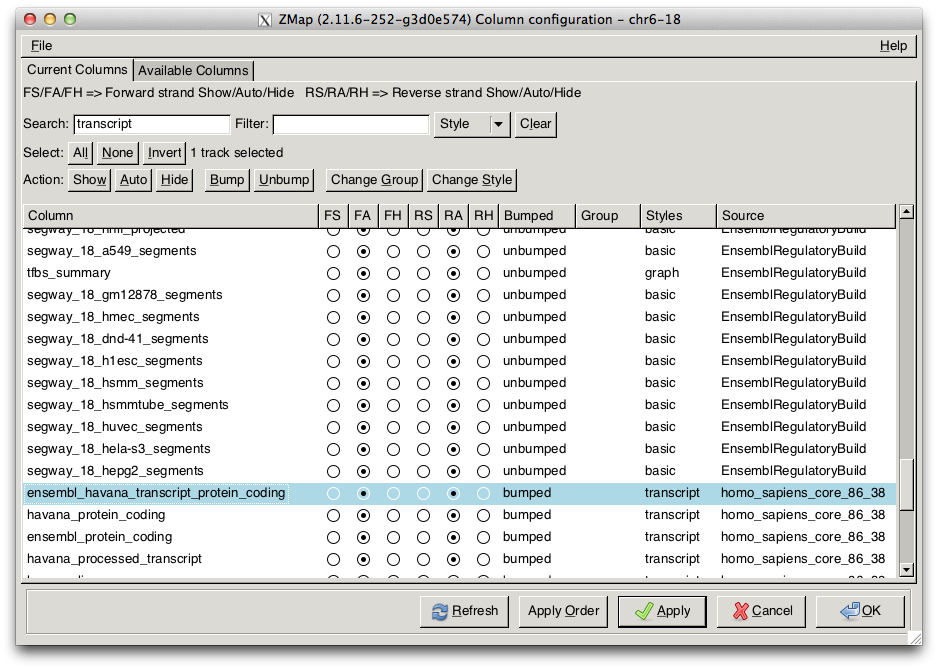 ZMap (2.11.6-252-g3d0e574) Column configuration - chr6-18
File Help
Current Columns Available Columns
FS/FA/FH => Forward strand Show/Auto/Hide RS/RA/RH => Reverse strand Show/Auto/Hide
Search: transcript Filter: Style Clear
Select: All None Invert 1 track selected
Action: Show Auto Hide Bump Unbump Change Group Change Style
Column FS FA FH RS RA RH Bumped Group Styles Source
unbumped basic EnsemblRegulatoryBuild
segway_18_a549_segments unbumped basic EnsemblRegulatoryBuild
tfbs_summary unbumped graph EnsemblRegulatoryBuild
segway_18_gm12878_segments unbumped basic EnsemblRegulatoryBuild
segway_18_hmec_segments unbumped basic EnsemblRegulatoryBuild
segway_18_dnd-41_segments unbumped basic EnsemblRegulatoryBuild
segway_18_h1esc_segments unbumped basic EnsemblRegulatoryBuild
segway_18_hsmm_segments unbumped basic EnsemblRegulatoryBuild
segway_18_hsmmtube_segments unbumped basic EnsemblRegulatoryBuild
segway_18_huvec_segments unbumped basic EnsemblRegulatoryBuild
segway_18_hela-s3_segments unbumped basic EnsemblRegulatoryBuild
segway_18_hepg2_segments unbumped basic EnsemblRegulatoryBuild
ensembl_havana_transcript_protein_coding bumped transcript homo_sapiens_core_86_38
havana_protein_coding bumped transcript homo_sapiens_core_86_38
ensembl_protein_coding bumped transcript homo_sapiens_core_86_38
havana_processed_transcript bumped transcript homo_sapiens_core_86_38
Refresh Apply Order Apply Cancel OK